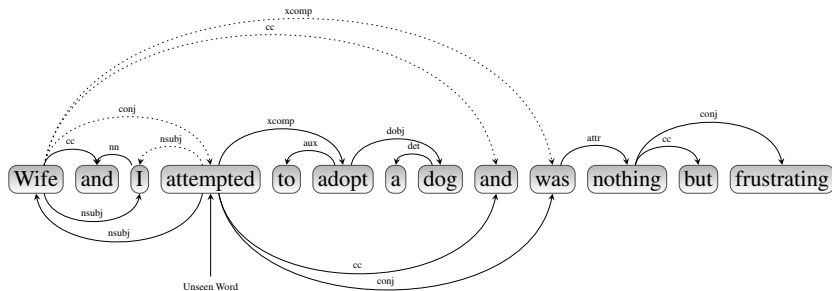 xcomp
cc
conj xcomp conj
nsubj dobj attr
cc nn aux det cc
Wife and I attempted to adopt a dog and was nothing but frustrating
nsubj
nsubj
cc
Unseen Word conj